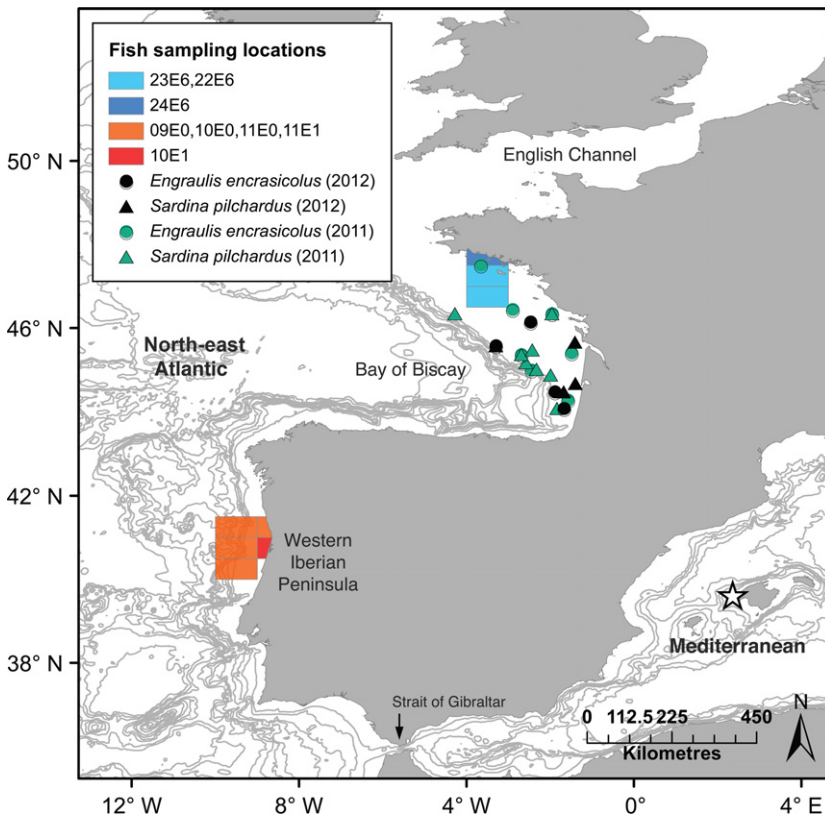 Fish sampling locations
23E6,22E6
24E6
09E0,10E0,11E0,11E1
10E1
Engraulis encrasicolus (2012)
Sardina pilchardus (2012)
Engraulis encrasicolus (2011)
Sardina pilchardus (2011)
50° N
46° N
42° N
38° N
English Channel
North-east
Atlantic
Bay of Biscay
Western
Iberian
Peninsula
Mediterranean
Strait of Gibraltar
N
0 112.5 225 450
Kilometres
12° W 8° W 4° W 0° 4° E